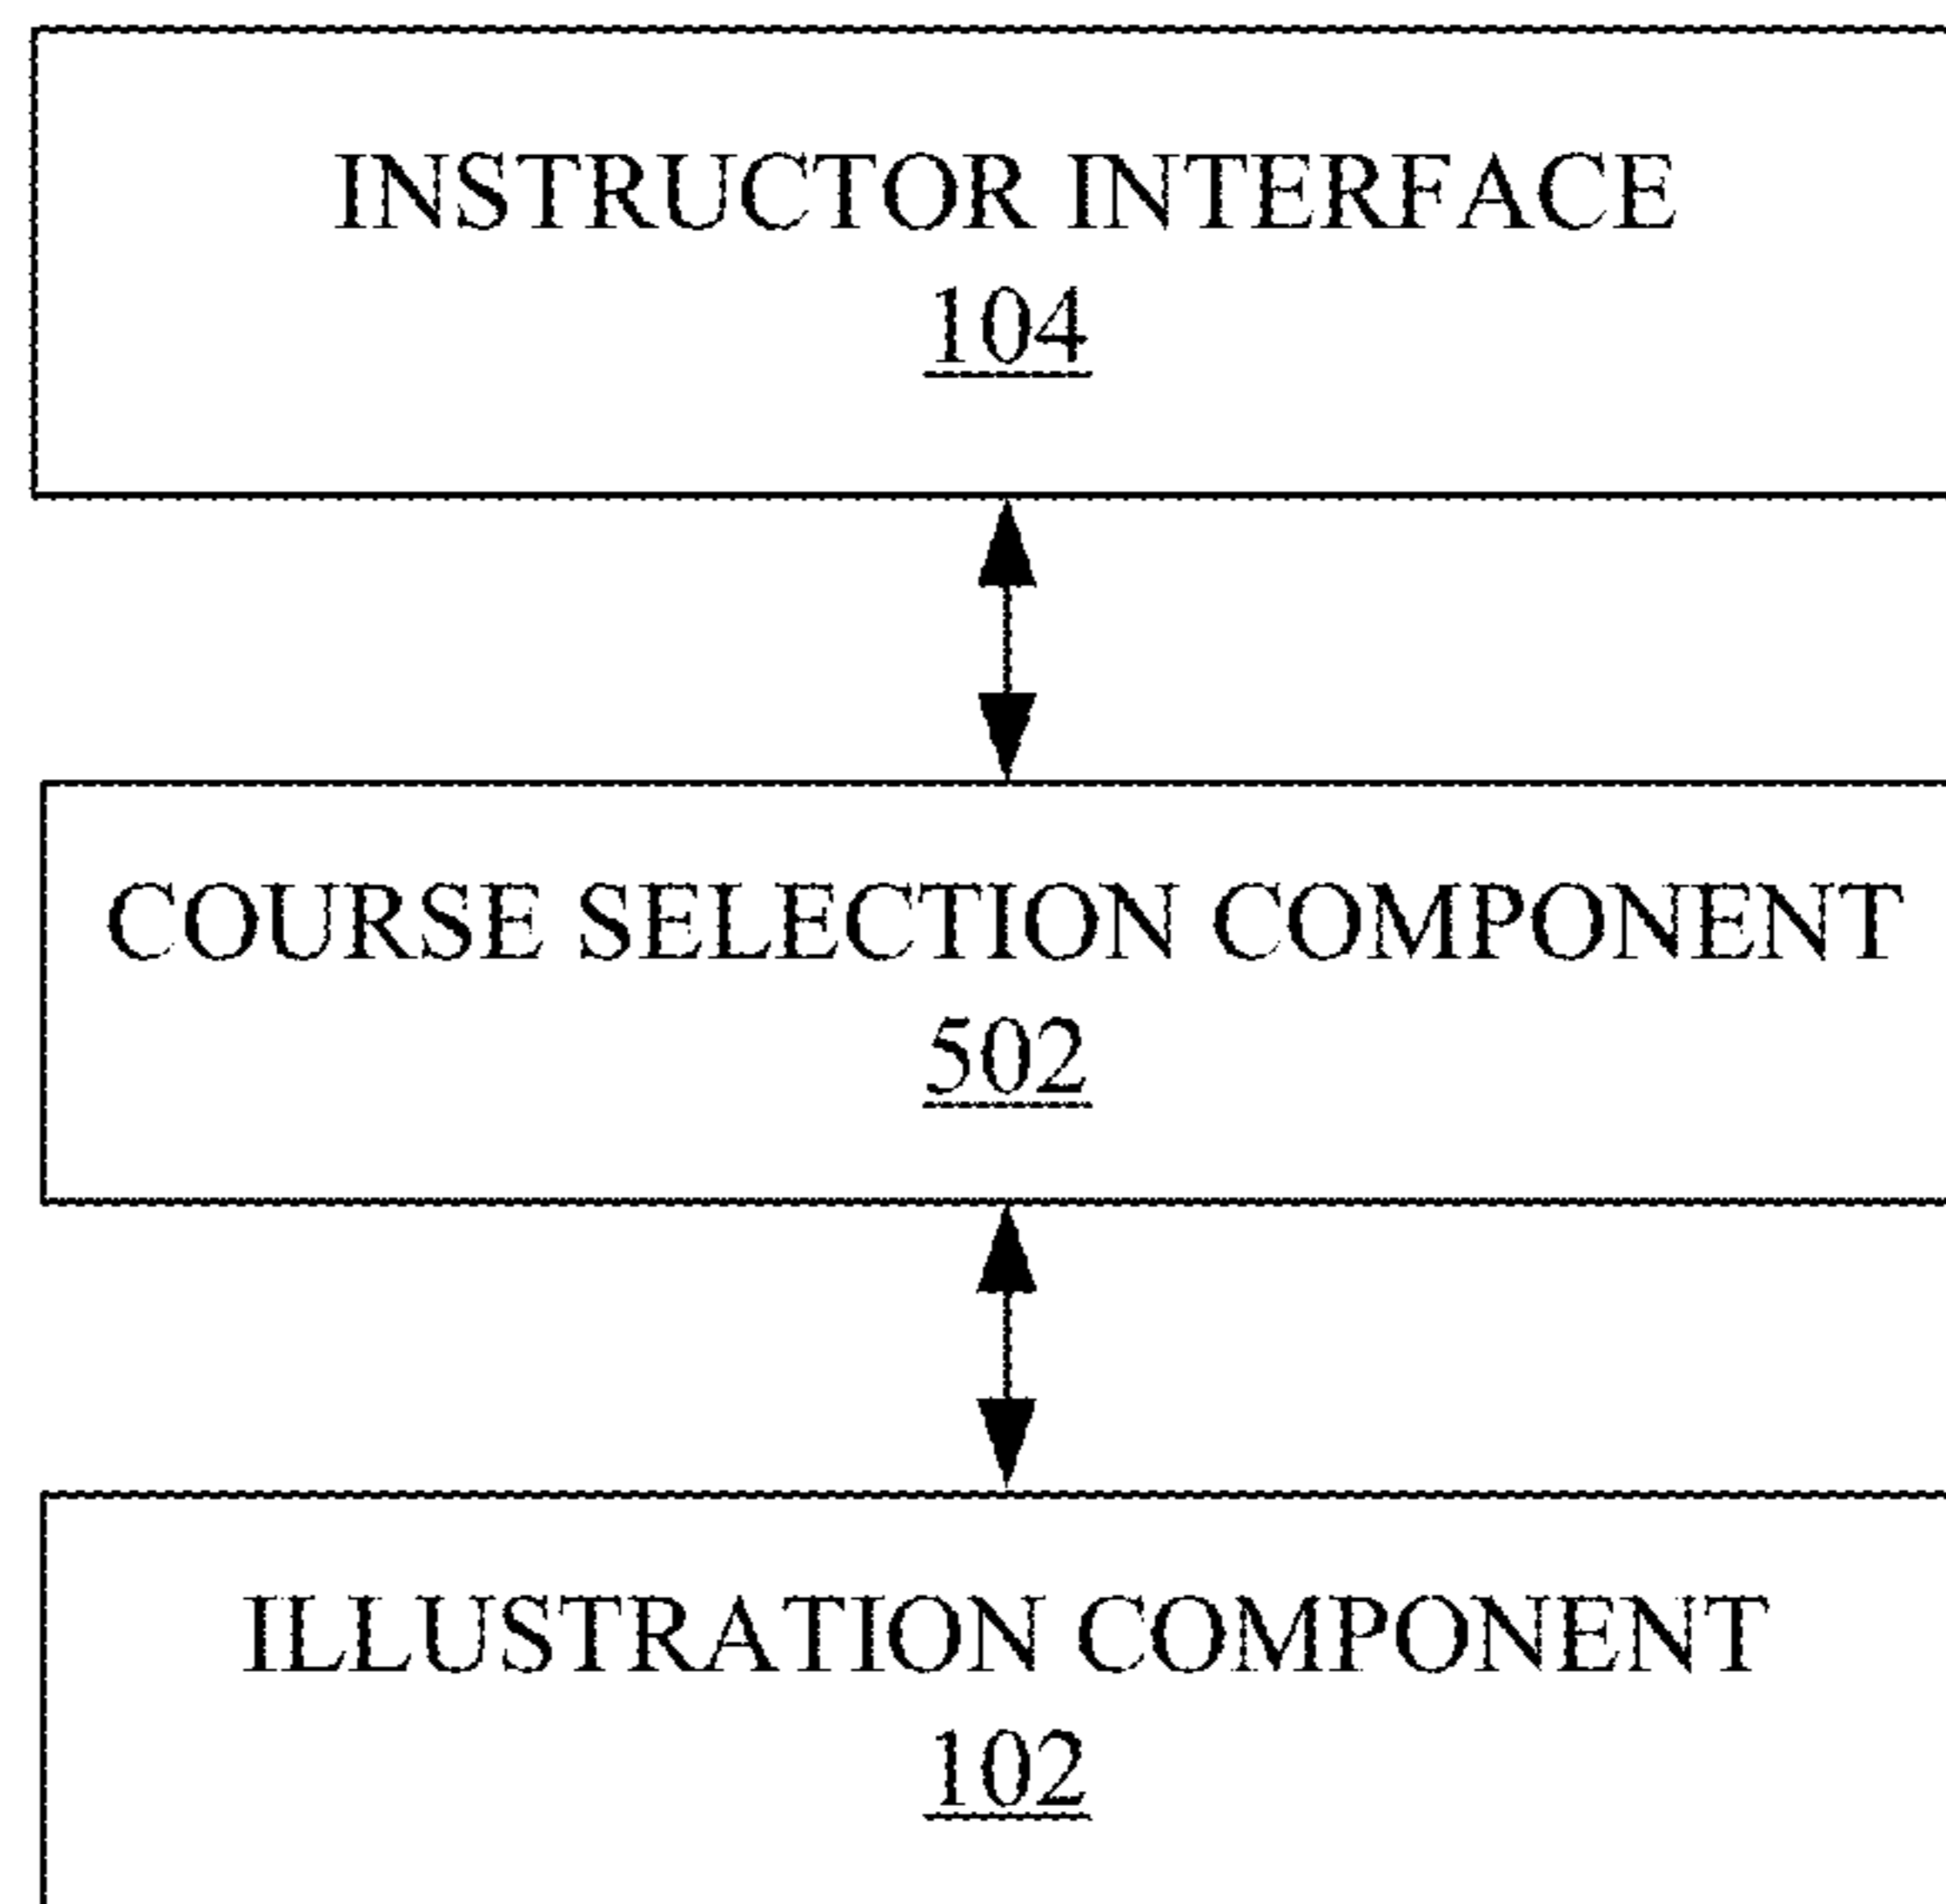 INSTRUCTOR INTERFACE
104
COURSE SELECTION COMPONENT
502
ILLUSTRATION COMPONENT
102